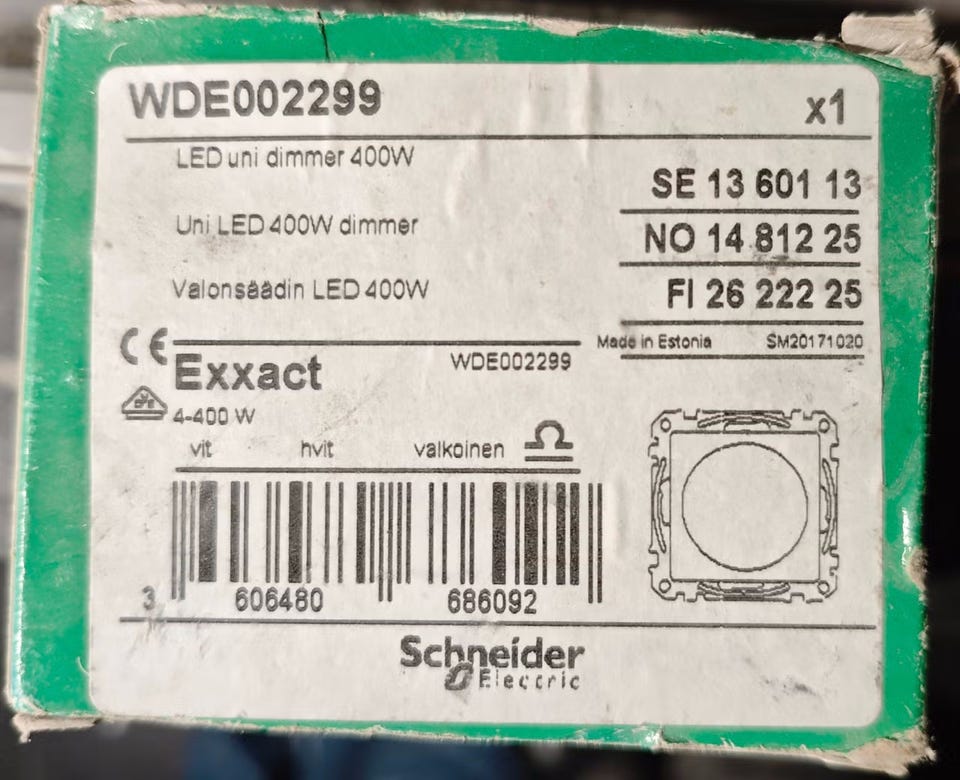 WDE002299
x1
LED uni dimmer 400W
SE 13 601 13
Uni LED 400W dimmer
NO 14 812 25
Valonsäädin LED 400W
FI 26 222 25
Made in Estonia SM20171020
CE
Exxact WDE002299
4-400 W
vit hvit valkoinen
3 606480 686092
Schneider
Electric